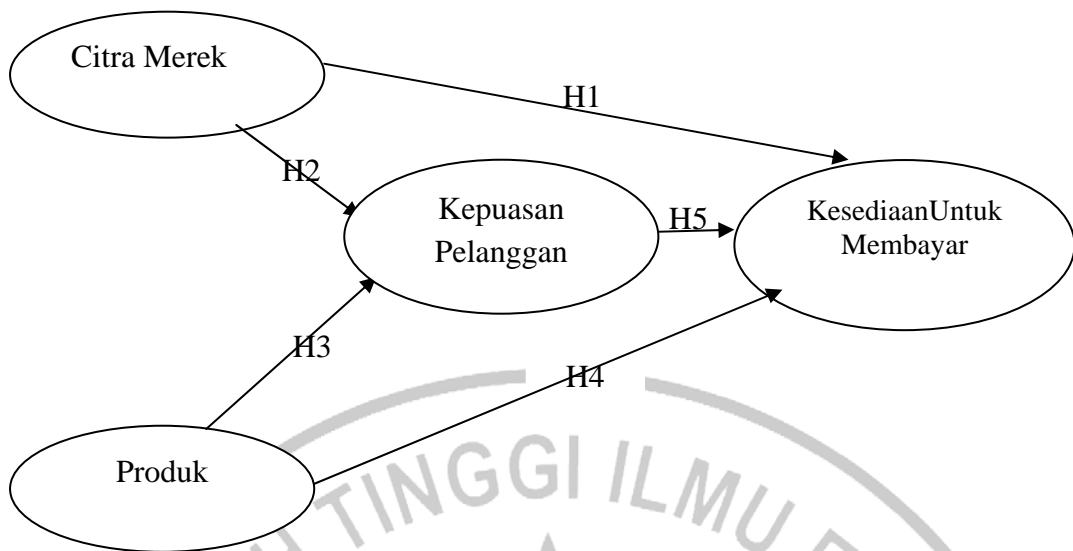 Citra Merek
H1
H2
Kepuasan
Pelanggan
H5
KesediaanUntuk
Membayar
H3
H4
Produk
TINGGI ILMU